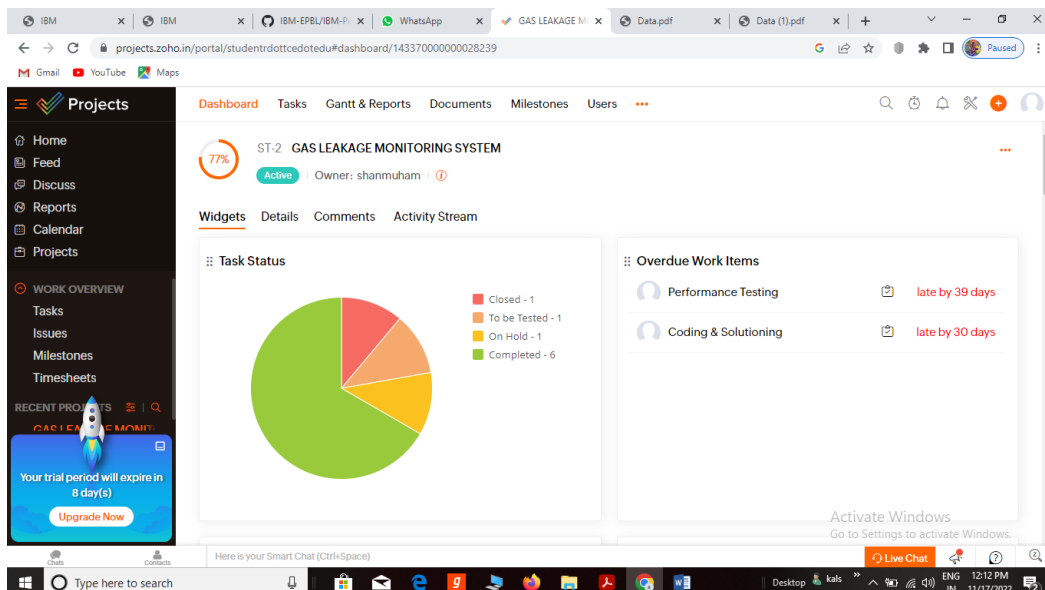 IBM
IBM
IBM-EPBL/IBM-Pr
WhatsApp
GAS LEAKAGE M
Data.pdf
Data (1).pdf
projects.zoho.in/portal/studentrdottcedotedu#dashboard/143370000000028239
Paused
Gmail
YouTube
Maps
Projects
Dashboard Tasks Gantt & Reports Documents Milestones Users
Home
Feed
Discuss
Reports
Calendar
Projects
WORK OVERVIEW
Tasks
Issues
Milestones
Timesheets
RECENT PROJ TS
Your trial period will expire in
8 day(s)
Upgrade Now
77%
ST-2 GAS LEAKAGE MONITORING SYSTEM
Active Owner: shanmuham
Widgets Details Comments Activity Stream
Task Status
Closed - 1
To be Tested - 1
On Hold - 1
Completed - 6
Overdue Work Items
Performance Testing late by 39 days
Coding & Solutioning late by 30 days
Activate Windows
Go to Settings to activate Windows.
Chats
Contacts
Here is your Smart Chat (Ctrl+Space)
Live Chat
Type here to search
Desktop
kals
ENG
IN
12:12 PM
11/17/2022